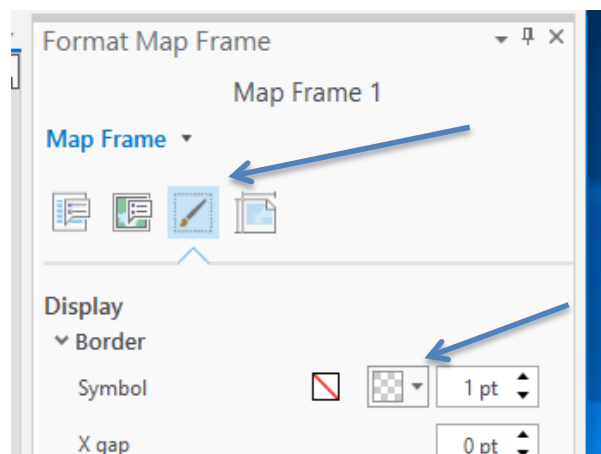 Format Map Frame
Map Frame 1
Map Frame
Display
Border
Symbol 1 pt
X gap 0 pt